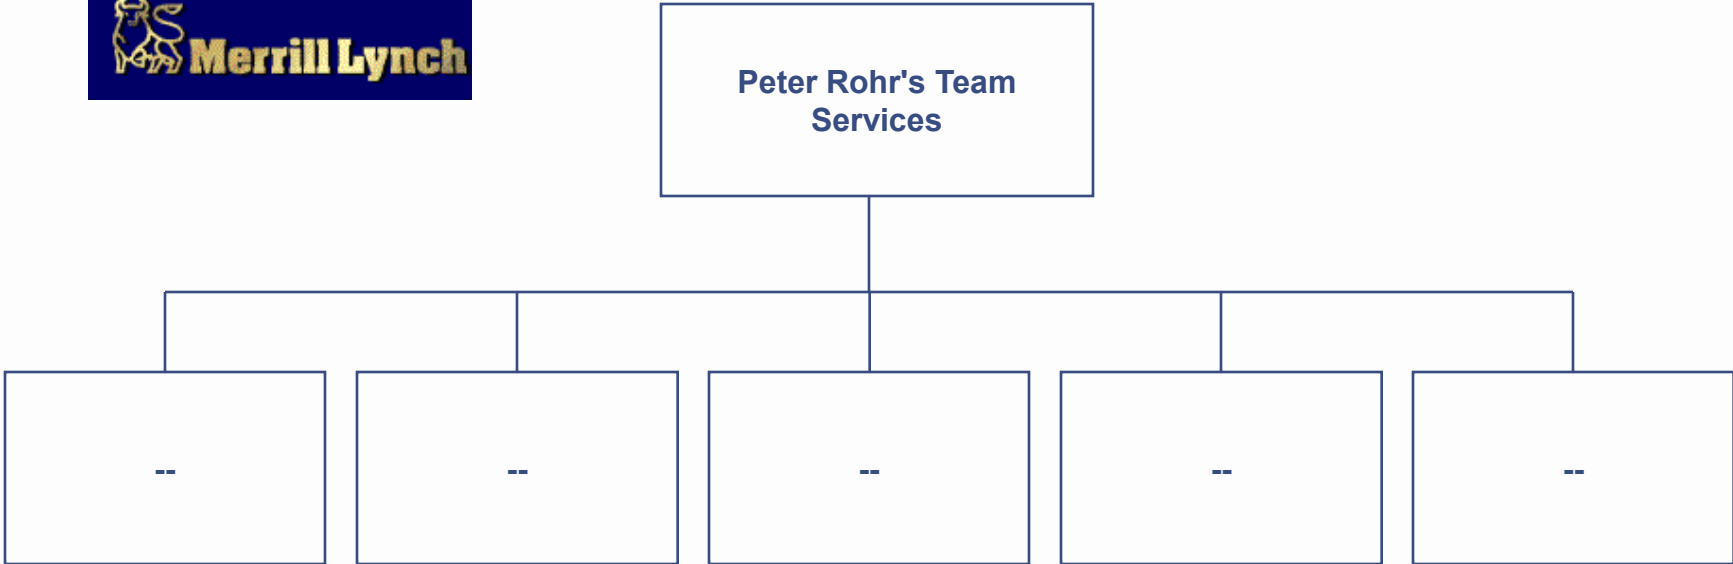 Merrill Lynch
Peter Rohr's Team
Services
--
--
--
--
--